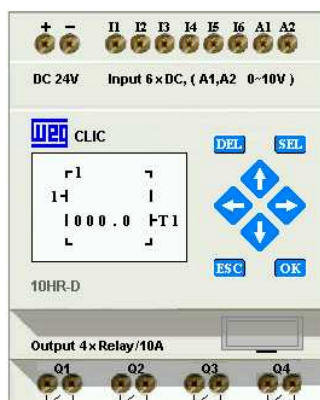 + − I1 I2 I3 I4 I5 I6 A1 A2
DC 24V Input 6×DC, (A1,A2 0~10V)
WEG CLIC
DEL SEL
1
1
000.0 T1
ESC OK
10HR-D
Output 4×Relay/10A
Q1 Q2 Q3 Q4